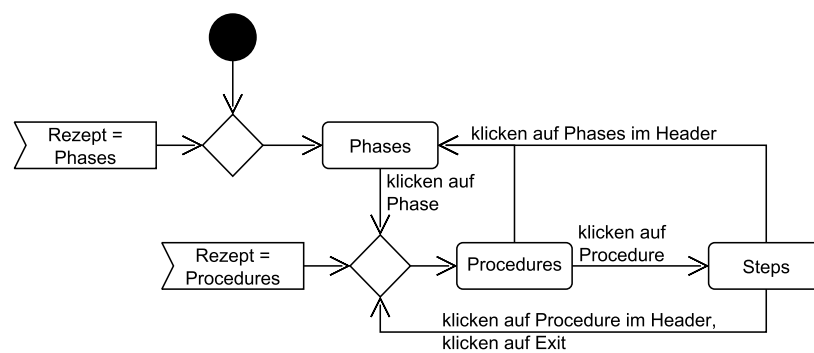 klicken auf Phases im Header
Rezept =
Phases
Phases
klicken auf
Phase
klicken auf
Procedure
Rezept =
Procedures
Procedures
Steps
klicken auf Procedure im Header,
klicken auf Exit